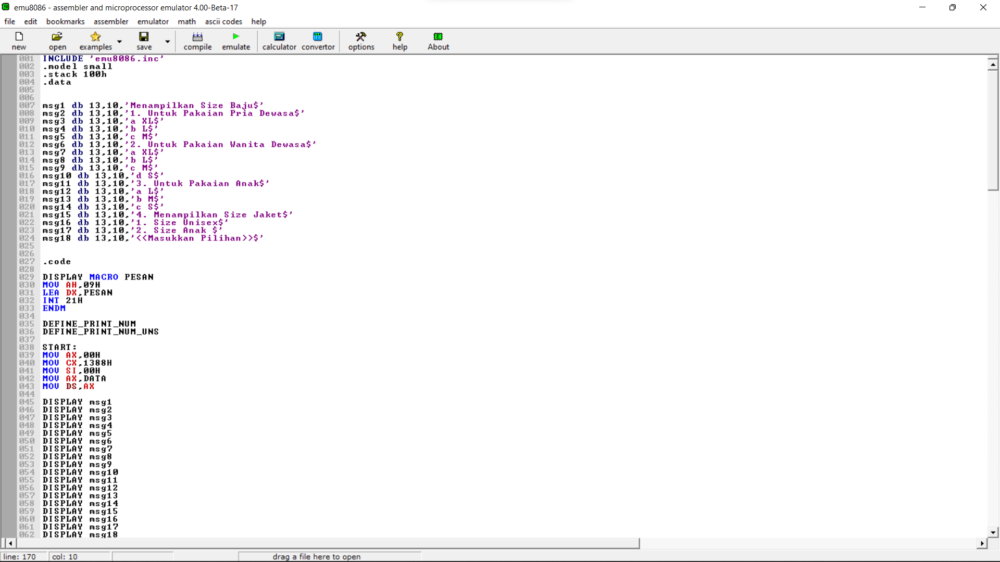 emu8086 - assembler and microprocessor emulator 4.00-Beta-17
file edit bookmarks assembler emulator math ascii codes help
new open examples save compile emulate calculator convertor options help About
001 INCLUDE 'emu8086.inc'
002 .model small
003 .stack 100h
004 .data
005
006
007 msg1 db 13,10,'Menampilkan Size Baju$'
008 msg2 db 13,10,'1. Untuk Pakaian Pria Dewasa$'
009 msg3 db 13,10,'a XL$'
010 msg4 db 13,10,'b L$'
011 msg5 db 13,10,'c M$'
012 msg6 db 13,10,'2. Untuk Pakaian Wanita Dewasa$'
013 msg7 db 13,10,'a XL$'
014 msg8 db 13,10,'b L$'
015 msg9 db 13,10,'c M$'
016 msg10 db 13,10,'d S$'
017 msg11 db 13,10,'3. Untuk Pakaian Anak$'
018 msg12 db 13,10,'a L$'
019 msg13 db 13,10,'b M$'
020 msg14 db 13,10,'c S$'
021 msg15 db 13,10,'4. Menampilkan Size Jaket$'
022 msg16 db 13,10,'1. Size Unisex$'
023 msg17 db 13,10,'2. Size Anak $'
024 msg18 db 13,10,'<<Masukkan Pilihan>>$'
025
026
027 .code
028
029 DISPLAY MACRO PESAN
030 MOV AH,09H
031 LEA DX,PESAN
032 INT 21H
033 ENDM
034
035 DEFINE_PRINT_NUM
036 DEFINE_PRINT_NUM_UNS
037
038 START:
039 MOV AX,00H
040 MOV CX,1388H
041 MOV SI,00H
042 MOV AX,DATA
043 MOV DS,AX
044
045 DISPLAY msg1
046 DISPLAY msg2
047 DISPLAY msg3
048 DISPLAY msg4
049 DISPLAY msg5
050 DISPLAY msg6
051 DISPLAY msg7
052 DISPLAY msg8
053 DISPLAY msg9
054 DISPLAY msg10
055 DISPLAY msg11
056 DISPLAY msg12
057 DISPLAY msg13
058 DISPLAY msg14
059 DISPLAY msg15
060 DISPLAY msg16
061 DISPLAY msg17
062 DISPLAY msg18
line: 170 col: 10 drag a file here to open